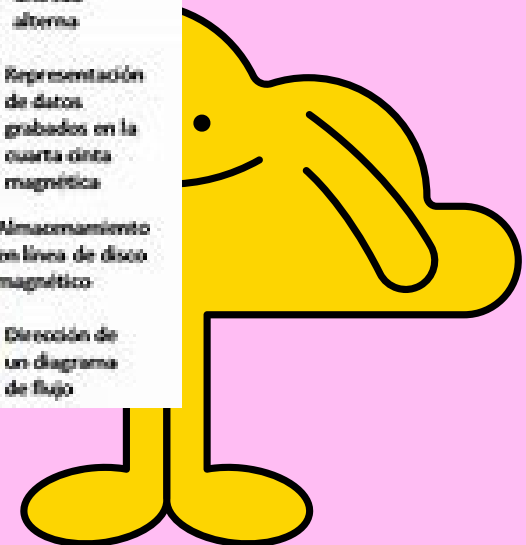 alterna
Representación
de datos
grabados en la
cuarta cinta
magnética
Almacenamiento
en línea de disco
magnético
Dirección de
un diagrama
de flujo